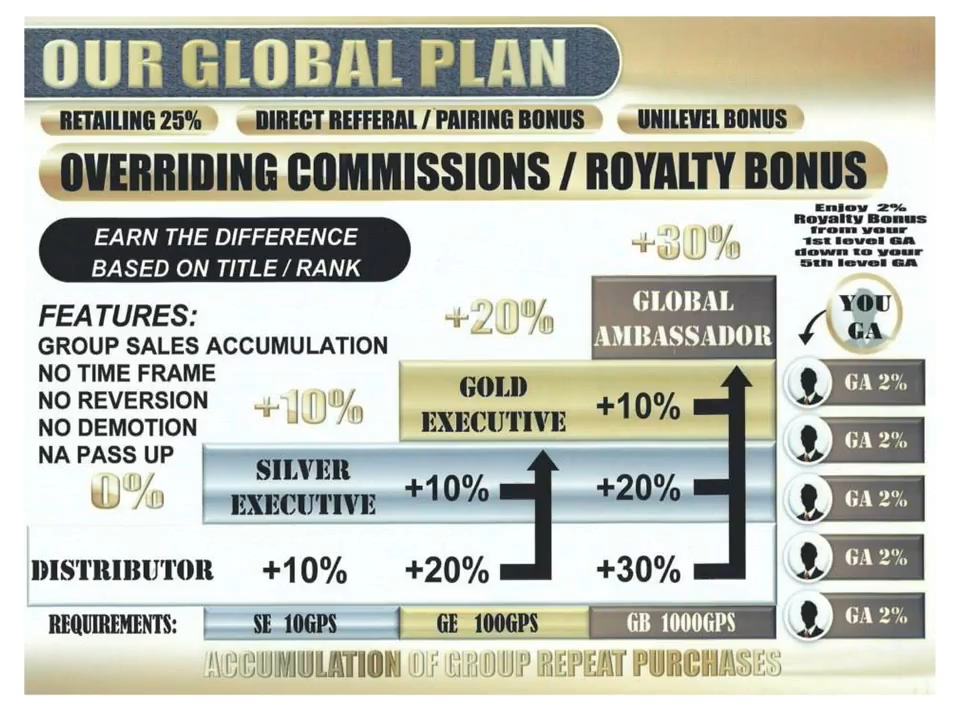 OUR GLOBAL PLAN
RETAILING 25%
DIRECT REFFERAL / PAIRING BONUS
UNILEVEL BONUS
OVERRIDING COMMISSIONS / ROYALTY BONUS
EARN THE DIFFERENCE
BASED ON TITLE / RANK
FEATURES:
GROUP SALES ACCUMULATION
NO TIME FRAME
NO REVERSION
NO DEMOTION
NA PASS UP
0%
+10%
+20%
+30%
Enjoy 2%
Royalty Bonus
from your
1st level GA
down to your
5th level GA
YOU
GA
GLOBAL
AMBASSADOR
GOLD
EXECUTIVE
+10%
SILVER
EXECUTIVE
+10%
+20%
DISTRIBUTOR
+10%
+20%
+30%
GA 2%
GA 2%
GA 2%
GA 2%
GA 2%
REQUIREMENTS:
SE 10GPS
GE 100GPS
GB 1000GPS
ACCUMULATION OF GROUP REPEAT PURCHASES